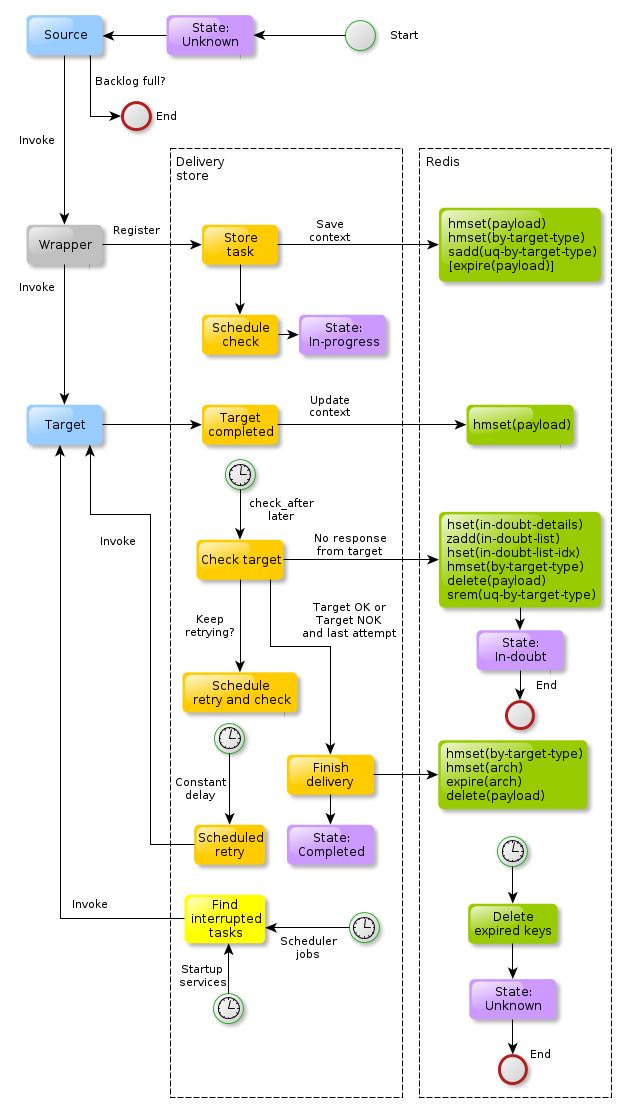 Source
State:
Unknown
Start
Backlog full?
End
Invoke
Delivery
store
Redis
Wrapper
Register
Store
task
Save
context
hmset(payload)
hmset(by-target-type)
sadd(uq-by-target-type)
[expire(payload)]
Invoke
Schedule
check
State:
In-progress
Target
Target
completed
Update
context
hmset(payload)
check_after
later
Invoke
Check target
No response
from target
hset(in-doubt-details)
zadd(in-doubt-list)
hset(in-doubt-list-idx)
hmset(by-target-type)
delete(payload)
srem(uq-by-target-type)
Keep
retrying?
Target OK or
Target NOK
and last attempt
State:
In-doubt
End
Schedule
retry and check
Constant
delay
Finish
delivery
hmset(by-target-type)
hmset(arch)
expire(arch)
delete(payload)
Scheduled
retry
State:
Completed
Invoke
Find
interrupted
tasks
Scheduler
jobs
Startup
services
Delete
expired keys
State:
Unknown
End